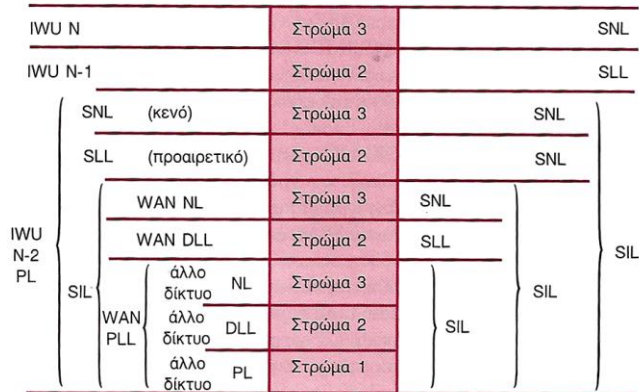 IWU N Στρώμα 3 SNL
IWU N-1 Στρώμα 2 SLL
SNL (κενό) Στρώμα 3 SNL
SLL (προαιρετικό) Στρώμα 2 SNL
WAN NL Στρώμα 3 SNL
IWU
N-2
PL
WAN DLL Στρώμα 2 SLL
SIL
SIL
άλλο
δίκτυο NL Στρώμα 3
SIL
WAN
PLL
άλλο
δίκτυο DLL Στρώμα 2
SIL
SIL
άλλο
δίκτυο PL Στρώμα 1